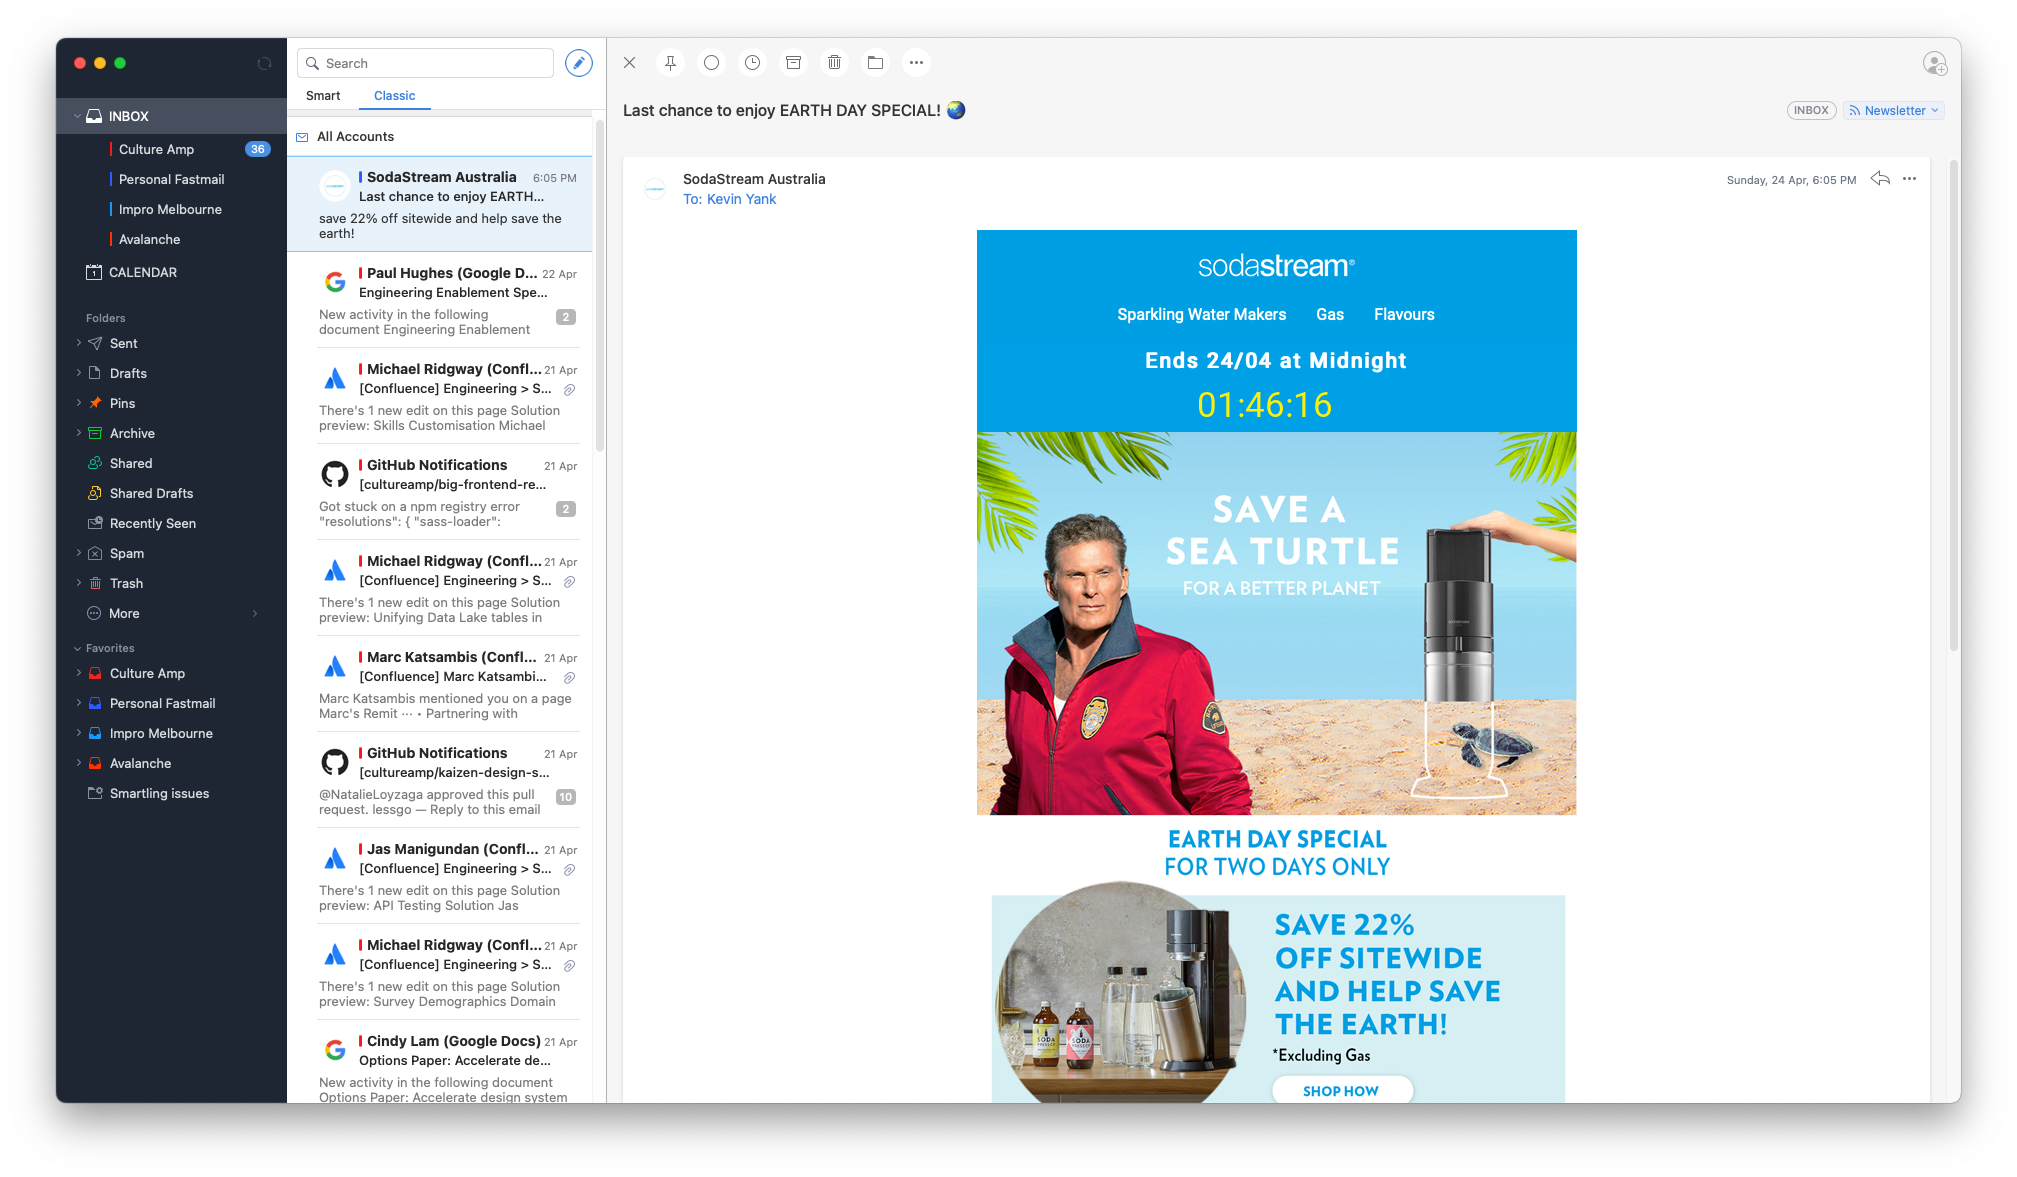 INBOX
Culture Amp
36
Personal Fastmail
Impro Melbourne
Avalanche
1
CALENDAR
Folders
Sent
Drafts
Pins
Archive
Shared
Shared Drafts
Recently Seen
Spam
Trash
More
Favorites
Culture Amp
Personal Fastmail
Impro Melbourne
Avalanche
Smartling issues
Search
Smart
Classic
All Accounts
SodaStream Australia
6:05 PM
Last chance to enjoy EARTH...
save 22% off sitewide and help save the
earth!
Paul Hughes (Google D...
22 Apr
Engineering Enablement Spe...
New activity in the following
document Engineering Enablement
2
Michael Ridgway (Confl...
21 Apr
[Confluence] Engineering > S...
There's 1 new edit on this page Solution
preview: Skills Customisation Michael
GitHub Notifications
21 Apr
[cultureamp/big-frontend-re...
Got stuck on a npm registry error
"resolutions": { "sass-loader":
2
Michael Ridgway (Confl...
21 Apr
[Confluence] Engineering > S...
There's 1 new edit on this page Solution
preview: Unifying Data Lake tables in
Marc Katsambis (Confl...
21 Apr
[Confluence] Marc Katsambi...
Marc Katsambis mentioned you on a page
Marc's Remit ··· • Partnering with
GitHub Notifications
21 Apr
[cultureamp/kaizen-design-s...
@NatalieLoyzaga approved this pull
request. lessgo — Reply to this email
10
Jas Manigundan (Confl...
21 Apr
[Confluence] Engineering > S...
There's 1 new edit on this page Solution
preview: API Testing Solution Jas
Michael Ridgway (Confl...
21 Apr
[Confluence] Engineering > S...
There's 1 new edit on this page Solution
preview: Survey Demographics Domain
Cindy Lam (Google Docs)
21 Apr
Options Paper: Accelerate de...
New activity in the following document
Options Paper: Accelerate design system
Last chance to enjoy EARTH DAY SPECIAL! 🌏
INBOX
Newsletter
SodaStream Australia
To: Kevin Yank
Sunday, 24 Apr, 6:05 PM
sodastream®
Sparkling Water Makers Gas Flavours
Ends 24/04 at Midnight
01:46:16
SAVE A
SEA TURTLE
FOR A BETTER PLANET
EARTH DAY SPECIAL
FOR TWO DAYS ONLY
SODA
PRESS CO
SODA
PRESS CO
SAVE 22%
OFF SITEWIDE
AND HELP SAVE
THE EARTH!
*Excluding Gas
SHOP NOW